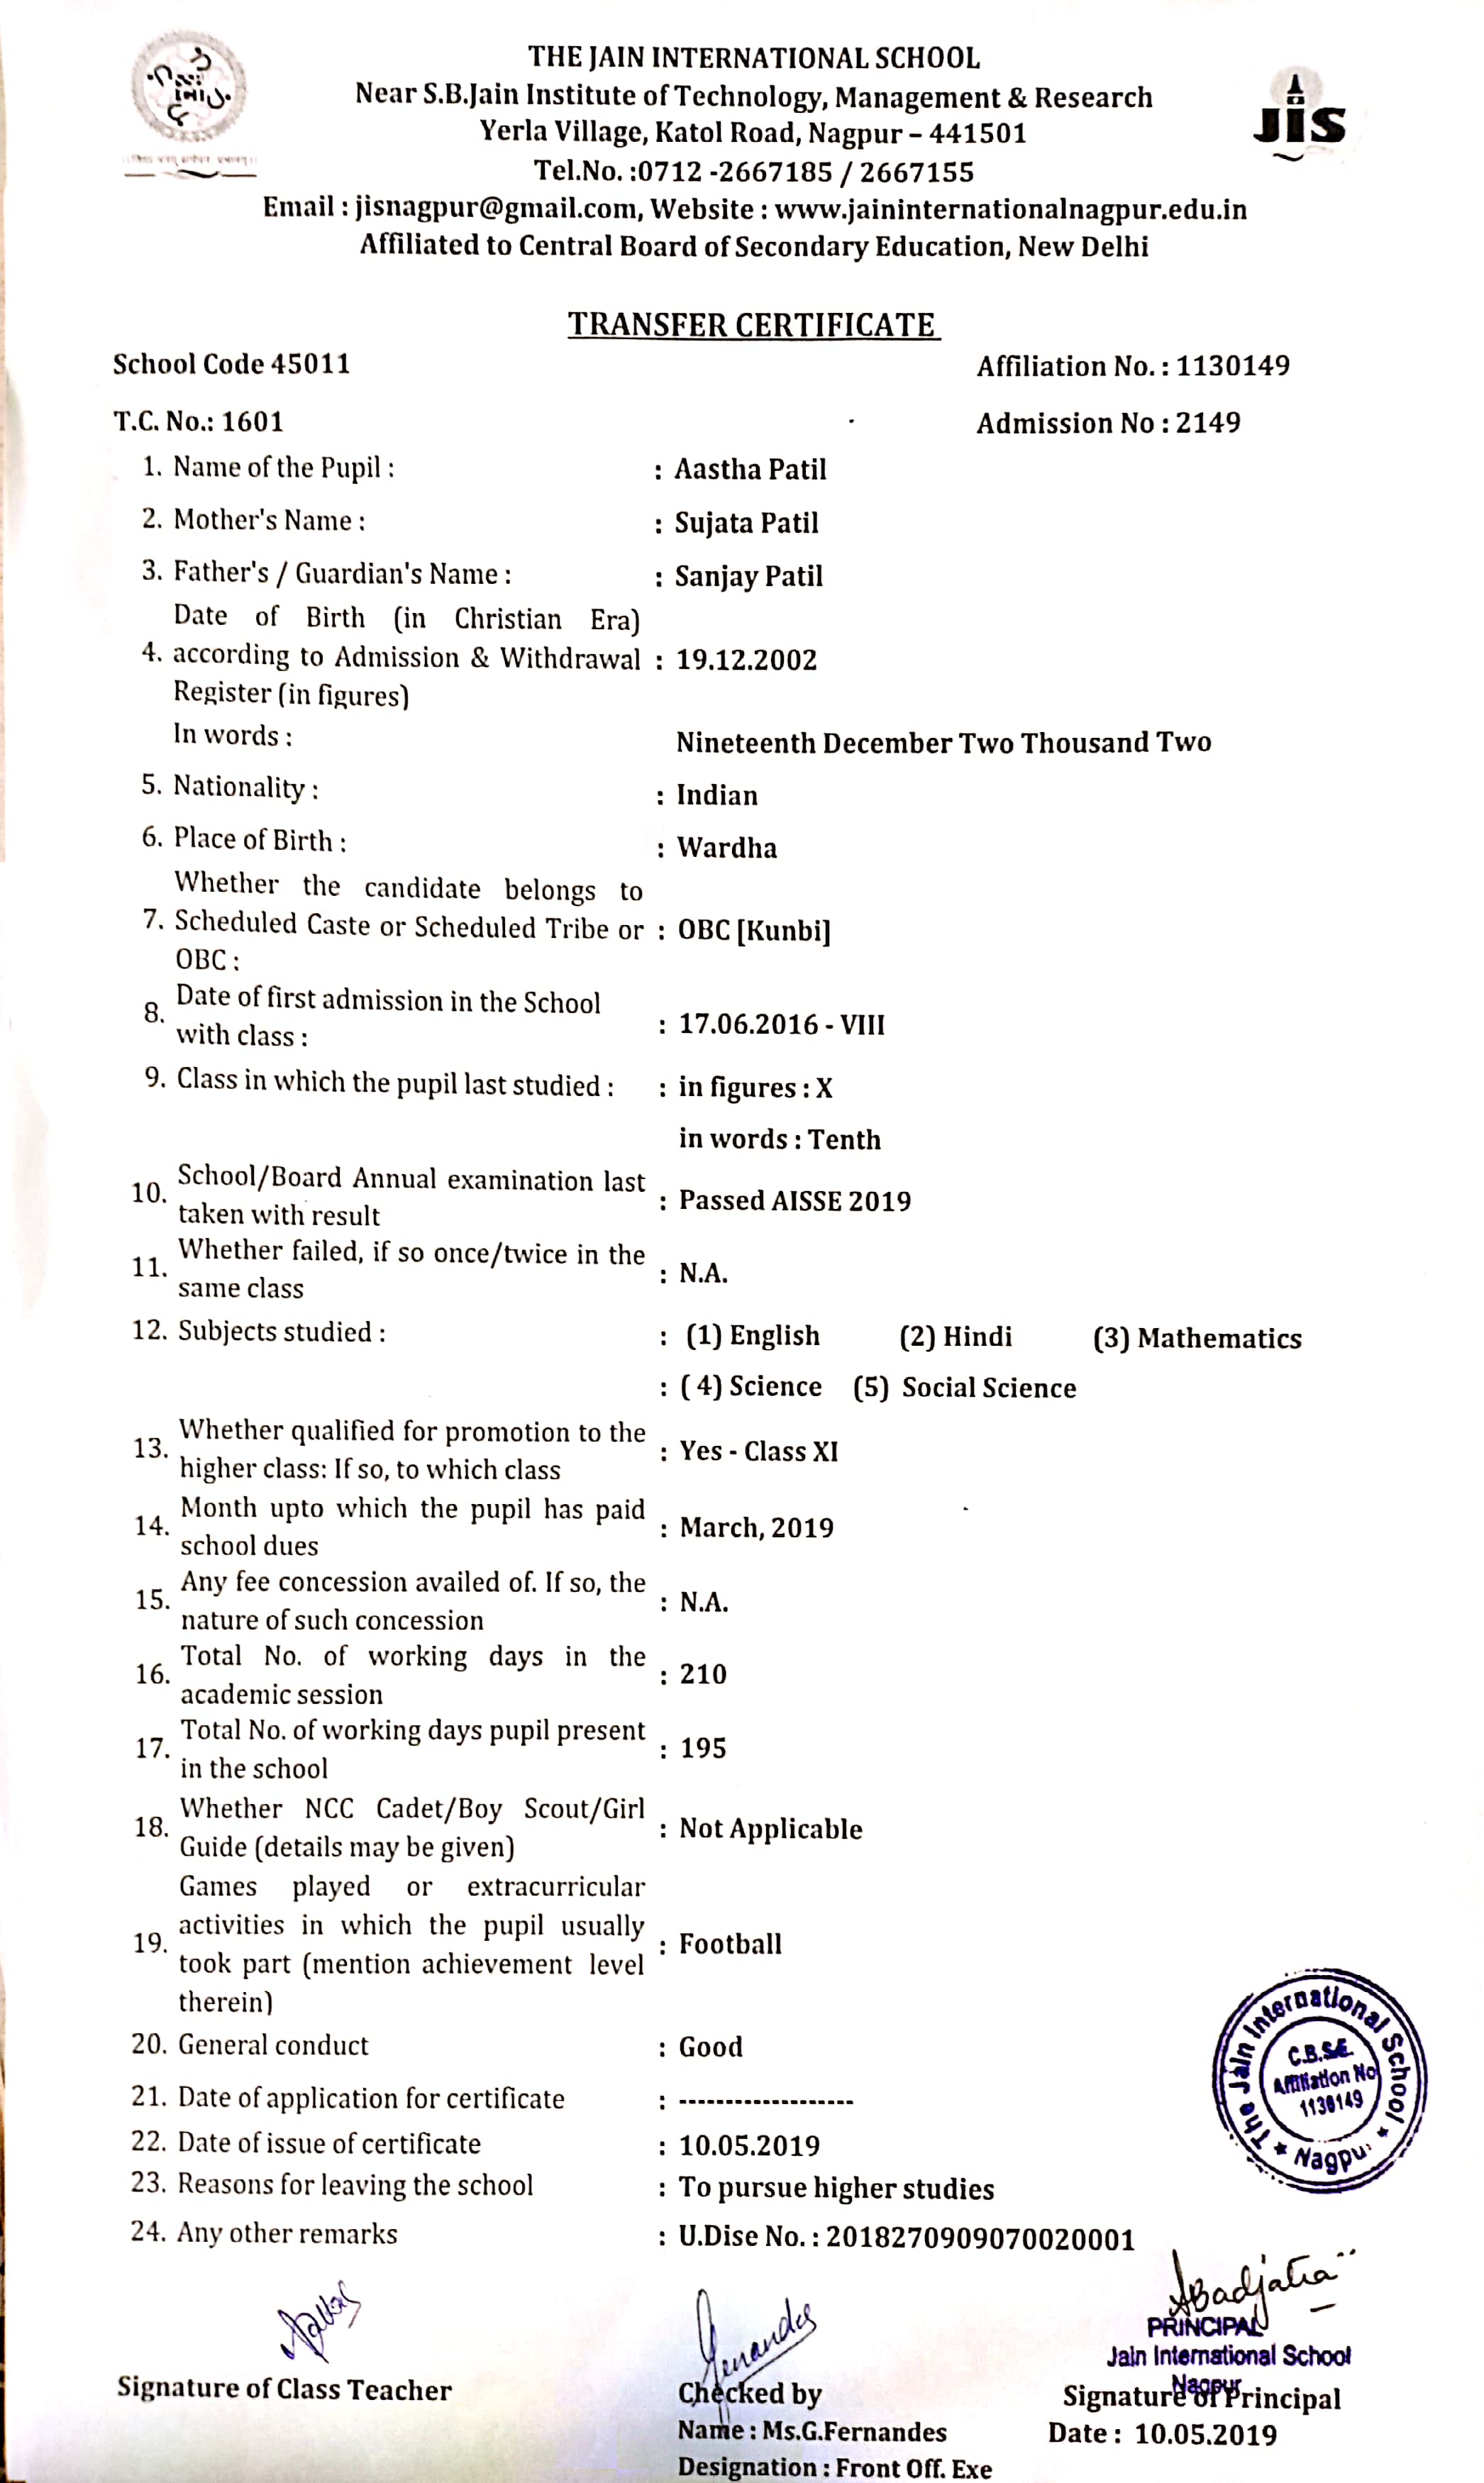 THE JAIN INTERNATIONAL SCHOOL
Near S.B.Jain Institute of Technology, Management & Research
Yerla Village, Katol Road, Nagpur – 441501
Tel.No. :0712 -2667185 / 2667155
Email : jisnagpur@gmail.com, Website : www.jaininternationalnagpur.edu.in
Affiliated to Central Board of Secondary Education, New Delhi
JIS
TRANSFER CERTIFICATE
School Code 45011 Affiliation No. : 1130149
T.C. No.: 1601 Admission No : 2149
1. Name of the Pupil : : Aastha Patil
2. Mother's Name : : Sujata Patil
3. Father's / Guardian's Name : : Sanjay Patil
Date of Birth (in Christian Era)
4. according to Admission & Withdrawal : 19.12.2002
Register (in figures)
In words : Nineteenth December Two Thousand Two
5. Nationality : : Indian
6. Place of Birth : : Wardha
Whether the candidate belongs to
7. Scheduled Caste or Scheduled Tribe or : OBC [Kunbi]
OBC :
8. Date of first admission in the School
with class : : 17.06.2016 - VIII
9. Class in which the pupil last studied : : in figures : X
in words : Tenth
10. School/Board Annual examination last
taken with result : Passed AISSE 2019
11. Whether failed, if so once/twice in the
same class : N.A.
12. Subjects studied : : (1) English (2) Hindi (3) Mathematics
: ( 4) Science (5) Social Science
13. Whether qualified for promotion to the
higher class: If so, to which class : Yes - Class XI
14. Month upto which the pupil has paid
school dues : March, 2019
15. Any fee concession availed of. If so, the
nature of such concession : N.A.
16. Total No. of working days in the
academic session : 210
17. Total No. of working days pupil present
in the school : 195
18. Whether NCC Cadet/Boy Scout/Girl
Guide (details may be given) : Not Applicable
Games played or extracurricular
activities in which the pupil usually
19. took part (mention achievement level : Football
therein)
20. General conduct : Good
21. Date of application for certificate : -------------------
22. Date of issue of certificate : 10.05.2019
23. Reasons for leaving the school : To pursue higher studies
24. Any other remarks : U.Dise No. : 2018270909070020001
The Jain International School
C.B.S.E.
Affiliation No
1130149
Nagpur
PRINCIPAL
Jain International School
Nagpur
Signature of Class Teacher Checked by Signature of Principal
Name : Ms.G.Fernandes Date : 10.05.2019
Designation : Front Off. Exe